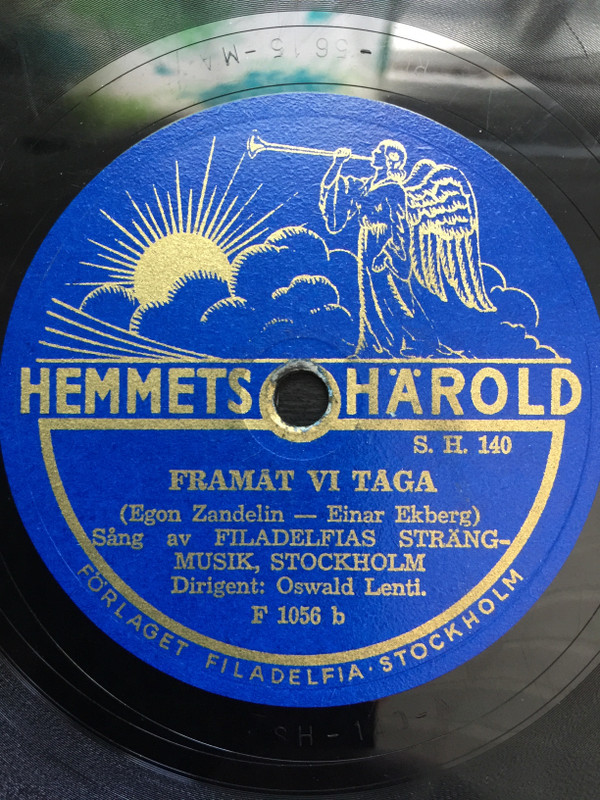 HEMMETS HÄROLD
S. H. 140
FRAMÅT VI TÅGA
(Egon Zandelin — Einar Ekberg)
Sång av FILADELFIAS STRÄNG-
MUSIK, STOCKHOLM
Dirigent: Oswald Lenti.
F 1056 b
FÖRLAGET FILADELFIA · STOCKHOLM